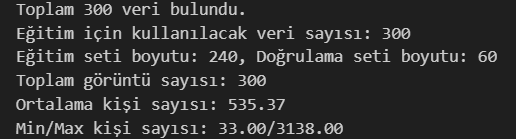 Toplam 300 veri bulundu.
Eğitim için kullanılacak veri sayısı: 300
Eğitim seti boyutu: 240, Doğrulama seti boyutu: 60
Toplam görüntü sayısı: 300
Ortalama kişi sayısı: 535.37
Min/Max kişi sayısı: 33.00/3138.00